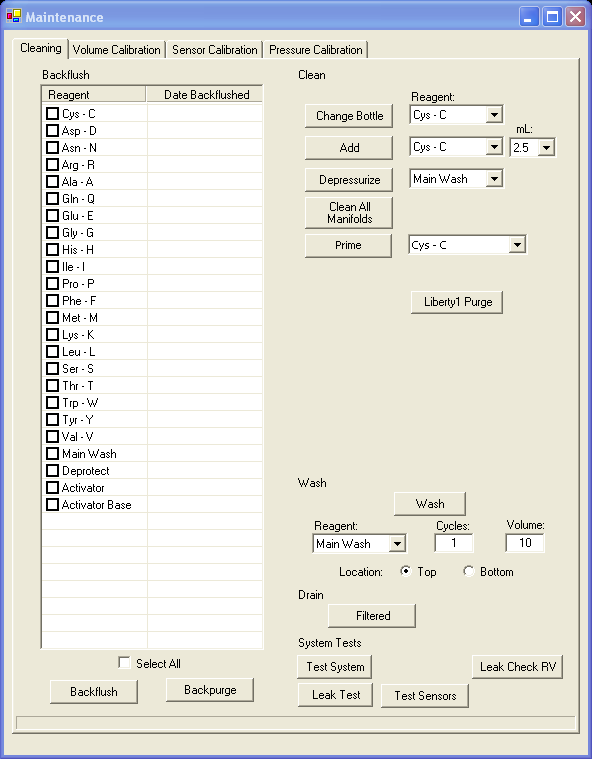 Maintenance
Cleaning Volume Calibration Sensor Calibration Pressure Calibration
Backflush
Reagent Date Backflushed
Cys - C
Asp - D
Asn - N
Arg - R
Ala - A
Gln - Q
Glu - E
Gly - G
His - H
Ile - I
Pro - P
Phe - F
Met - M
Lys - K
Leu - L
Ser - S
Thr - T
Trp - W
Tyr - Y
Val - V
Main Wash
Deprotect
Activator
Activator Base
Select All
Backflush Backpurge
Clean
Reagent:
Change Bottle Cys - C
mL:
Add Cys - C 2.5
Depressurize Main Wash
Clean All
Manifolds
Prime Cys - C
Liberty1 Purge
Wash
Wash
Reagent: Cycles: Volume:
Main Wash 1 10
Location: Top Bottom
Drain
Filtered
System Tests
Test System Leak Check RV
Leak Test Test Sensors